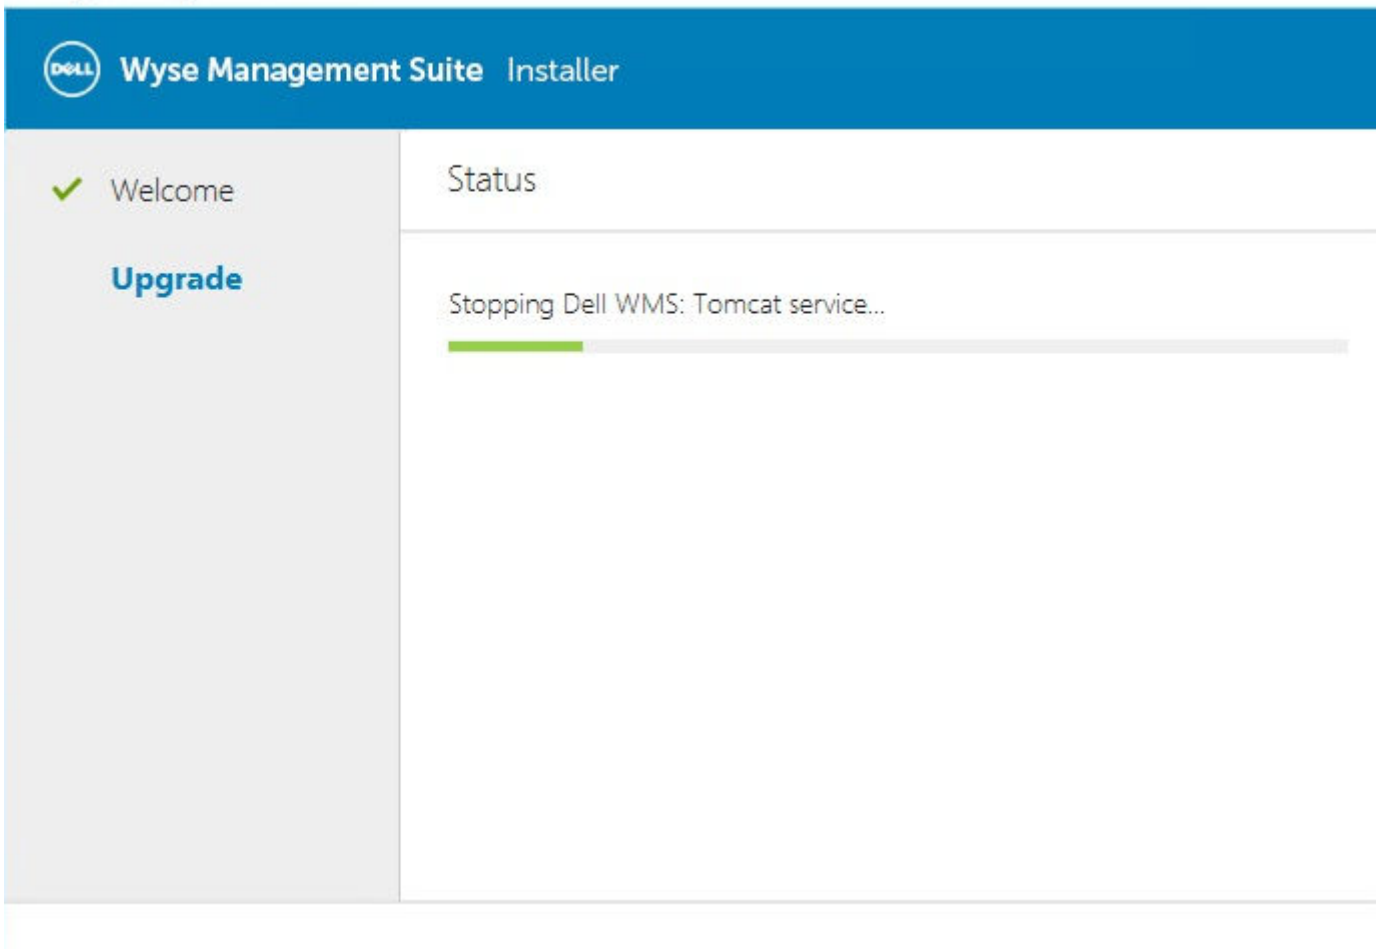 DELL Wyse Management Suite Installer
Welcome
Status
Upgrade
Stopping Dell WMS: Tomcat service...